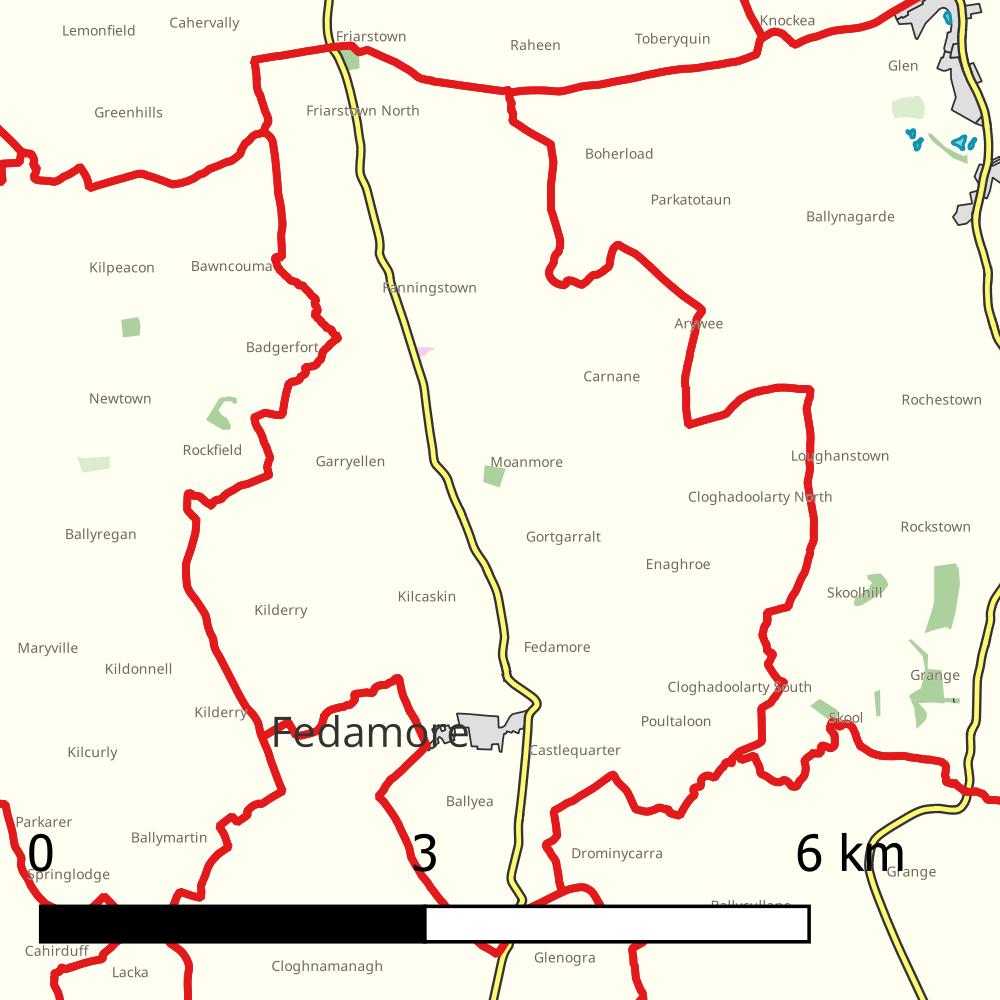 Knockea
Cahervally
Lemonfield
Friarstown
Toberyquin
Raheen
Glen
Friarstown North
Greenhills
Boherload
Parkatotaun
Ballynagarde
Bawncouma
Kilpeacon
Fanningstown
Arywee
Badgerfort
Carnane
Newtown
Rochestown
Rockfield
Loughanstown
Garryellen
Moanmore
Cloghadoolarty North
Rockstown
Ballyregan
Gortgarralt
Enaghroe
Skoolhill
Kilcaskin
Kilderry
Fedamore
Maryville
Kildonnell
Grange
Cloghadoolarty South
Kilderry
Skool
Poultaloon
Fedamore
Castlequarter
Kilcurly
Ballyea
Parkarer
Ballymartin
0 3 6 km
Drominycarra
Grange
Springlodge
Cahirduff
Glenogra
Cloghnamanagh
Lacka